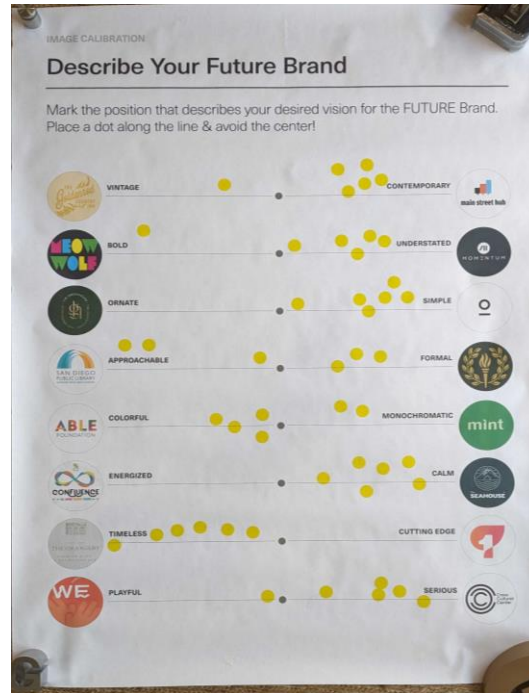 IMAGE CALIBRATION
Describe Your Future Brand
Mark the position that describes your desired vision for the FUTURE Brand.
Place a dot along the line & avoid the center!
VINTAGE
CONTEMPORARY
main street hub
MEOW
WOLF
BOLD
UNDERSTATED
MOMENTUM
ORNATE
SIMPLE
SAN DIEGO
PUBLIC LIBRARY
APPROACHABLE
FORMAL
ABLE
FOUNDATION
COLORFUL
MONOCHROMATIC
mint
CONFLUENCE
ENERGIZED
CALM
SEAHOUSE
TIMELESS
CUTTING EDGE
1
WE
PLAYFUL
SERIOUS